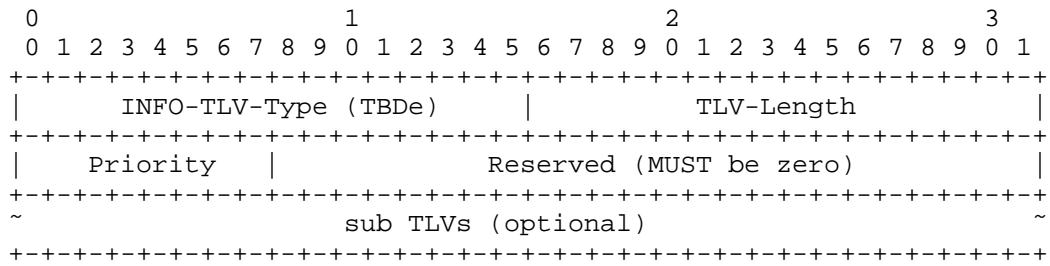 0                   1                   2                   3
 0 1 2 3 4 5 6 7 8 9 0 1 2 3 4 5 6 7 8 9 0 1 2 3 4 5 6 7 8 9 0 1
+-+-+-+-+-+-+-+-+-+-+-+-+-+-+-+-+-+-+-+-+-+-+-+-+-+-+-+-+-+-+-+-+
|      INFO-TLV-Type (TBDe)     |          TLV-Length           |
+-+-+-+-+-+-+-+-+-+-+-+-+-+-+-+-+-+-+-+-+-+-+-+-+-+-+-+-+-+-+-+-+
|    Priority   |             Reserved (MUST be zero)           |
+-+-+-+-+-+-+-+-+-+-+-+-+-+-+-+-+-+-+-+-+-+-+-+-+-+-+-+-+-+-+-+-+
~                    sub TLVs (optional)                        ~
+-+-+-+-+-+-+-+-+-+-+-+-+-+-+-+-+-+-+-+-+-+-+-+-+-+-+-+-+-+-+-+-+